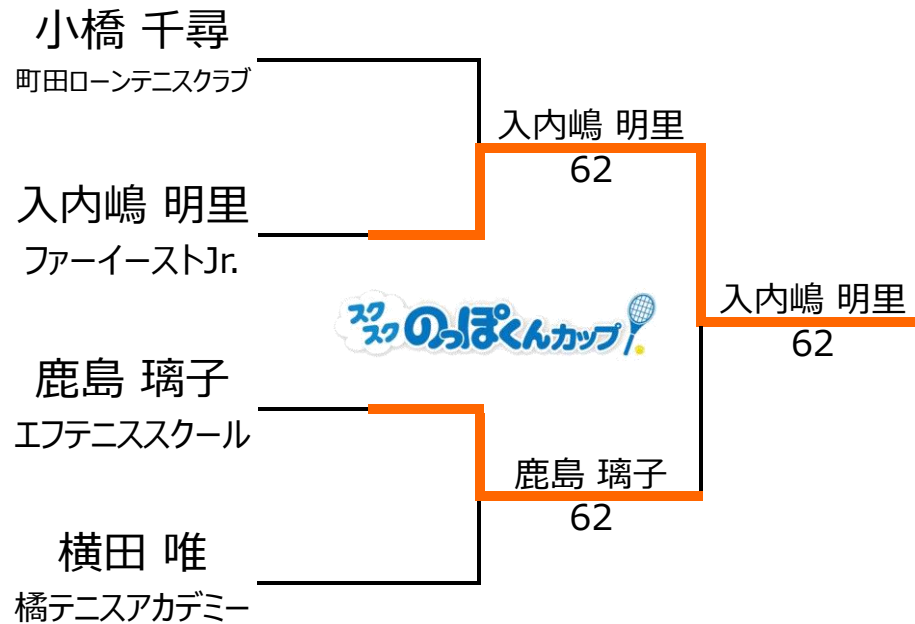 小橋 千尋
町田ローンテニスクラブ
入内嶋 明里
62
入内嶋 明里
ファーイーストJr.
スクスク のっぽくんカップ
入内嶋 明里
62
鹿島 璃子
エフテニススクール
鹿島 璃子
62
横田 唯
橘テニスアカデミー